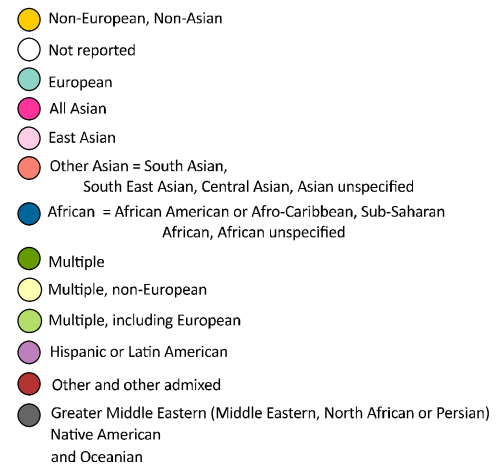 Non-European, Non-Asian
Not reported
European
All Asian
East Asian
Other Asian = South Asian,
South East Asian, Central Asian, Asian unspecified
African = African American or Afro-Caribbean, Sub-Saharan
African, African unspecified
Multiple
Multiple, non-European
Multiple, including European
Hispanic or Latin American
Other and other admixed
Greater Middle Eastern (Middle Eastern, North African or Persian)
Native American
and Oceanian